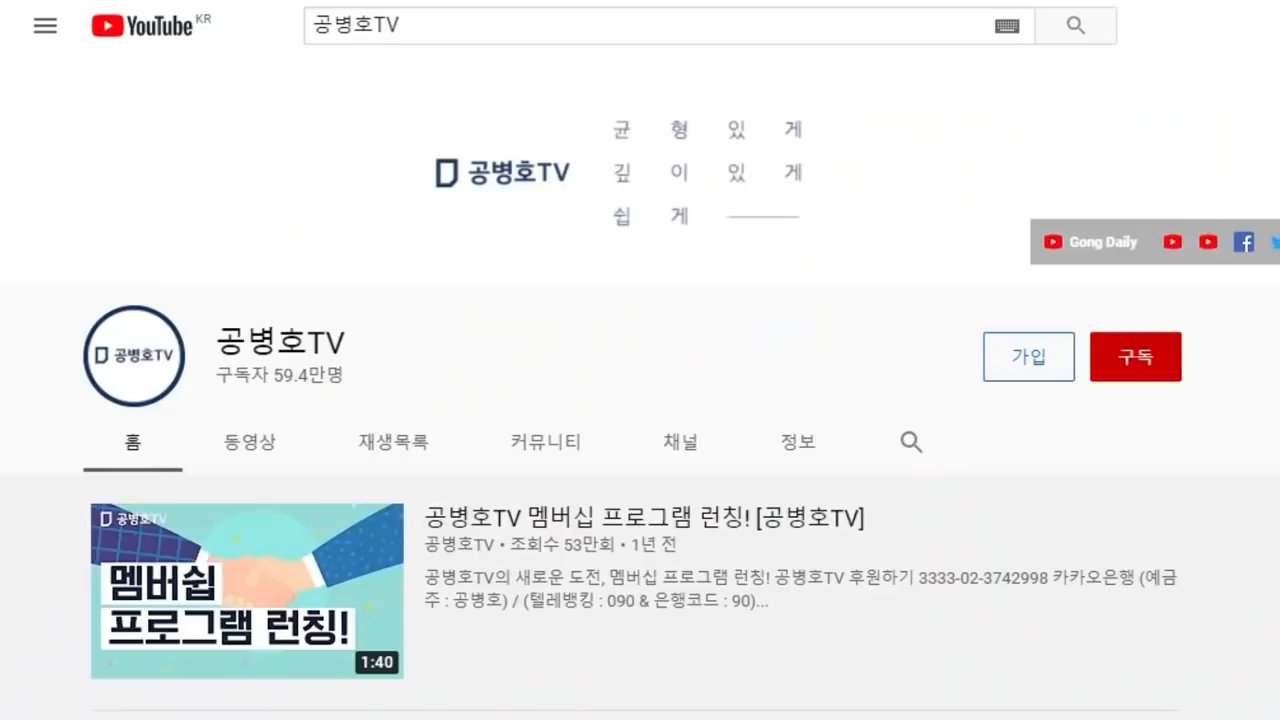 YouTube KR
공병호TV
공병호TV
균 형 있 게
깊 이 있 게
쉽 게
Gong Daily
공병호TV
공병호TV
구독자 59.4만명
가입
구독
홈 동영상 재생목록 커뮤니티 채널 정보
공병호TV
멤버쉽
프로그램 런칭!
1:40
공병호TV 멤버십 프로그램 런칭! [공병호TV]
공병호TV • 조회수 53만회 • 1년 전
공병호TV의 새로운 도전, 멤버십 프로그램 런칭! 공병호TV 후원하기 3333-02-3742998 카카오은행 (예금
주 : 공병호) / (텔레뱅킹 : 090 & 은행코드 : 90)...